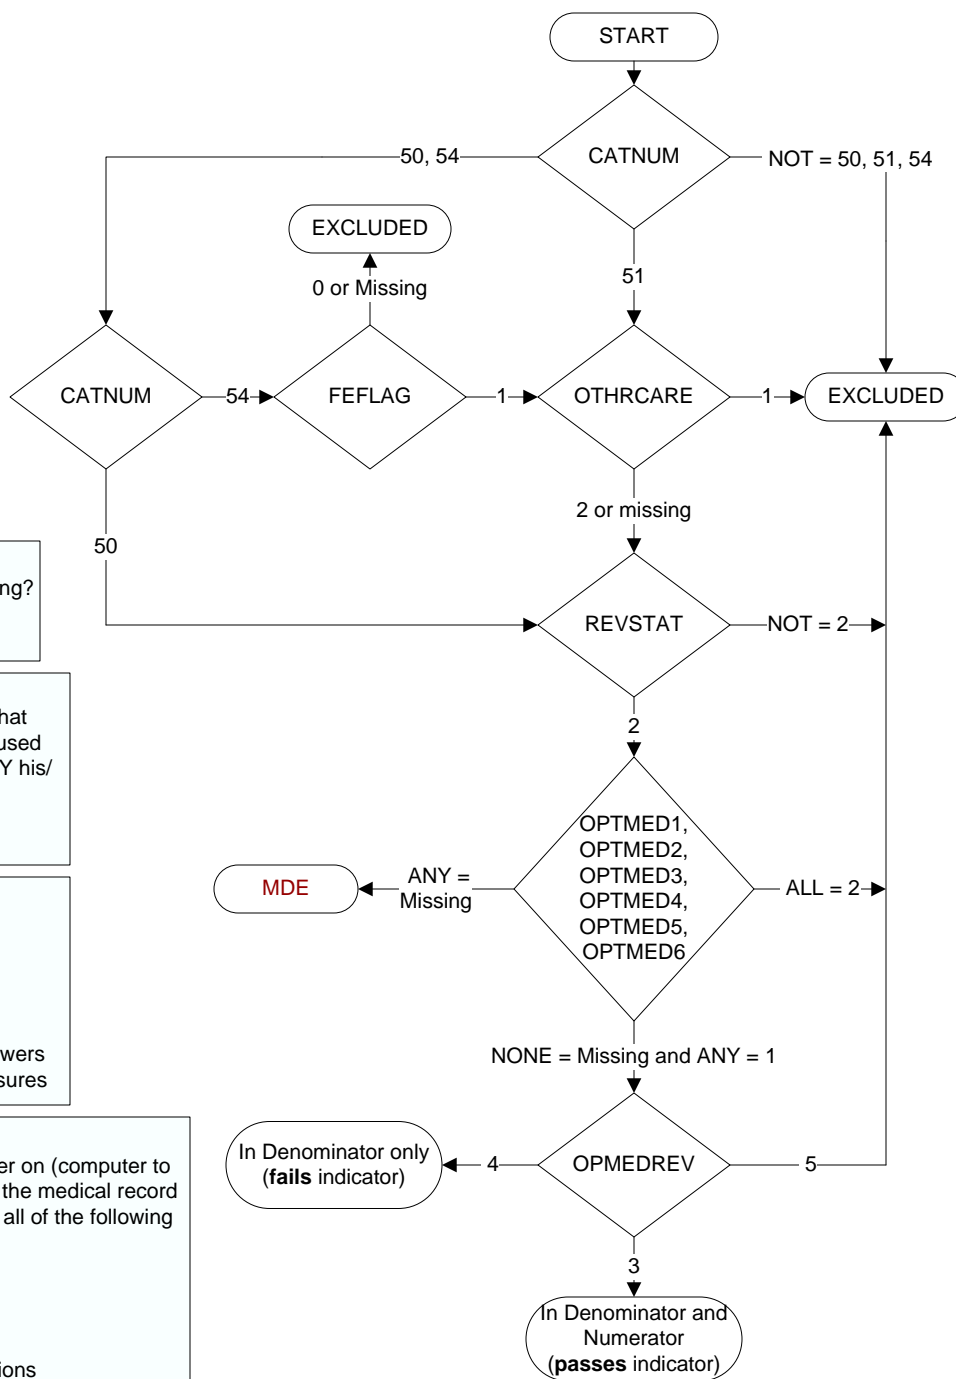 START
CATNUM
50, 54
NOT = 50, 51, 54
EXCLUDED
0 or Missing
51
CATNUM
54
FEFLAG
1
OTHRCARE
1
EXCLUDED
2 or missing
50
REVSTAT
NOT = 2
2
OPTMED1,
OPTMED2,
OPTMED3,
OPTMED4,
OPTMED5,
OPTMED6
MDE
ANY =
Missing
ALL = 2
NONE = Missing and ANY = 1
In Denominator only
(fails indicator)
4
OPMEDREV
5
3
In Denominator and
Numerator
(passes indicator)
ng?
hat
used
Y his/
wers
sures
er on (computer to
the medical record
all of the following
ions